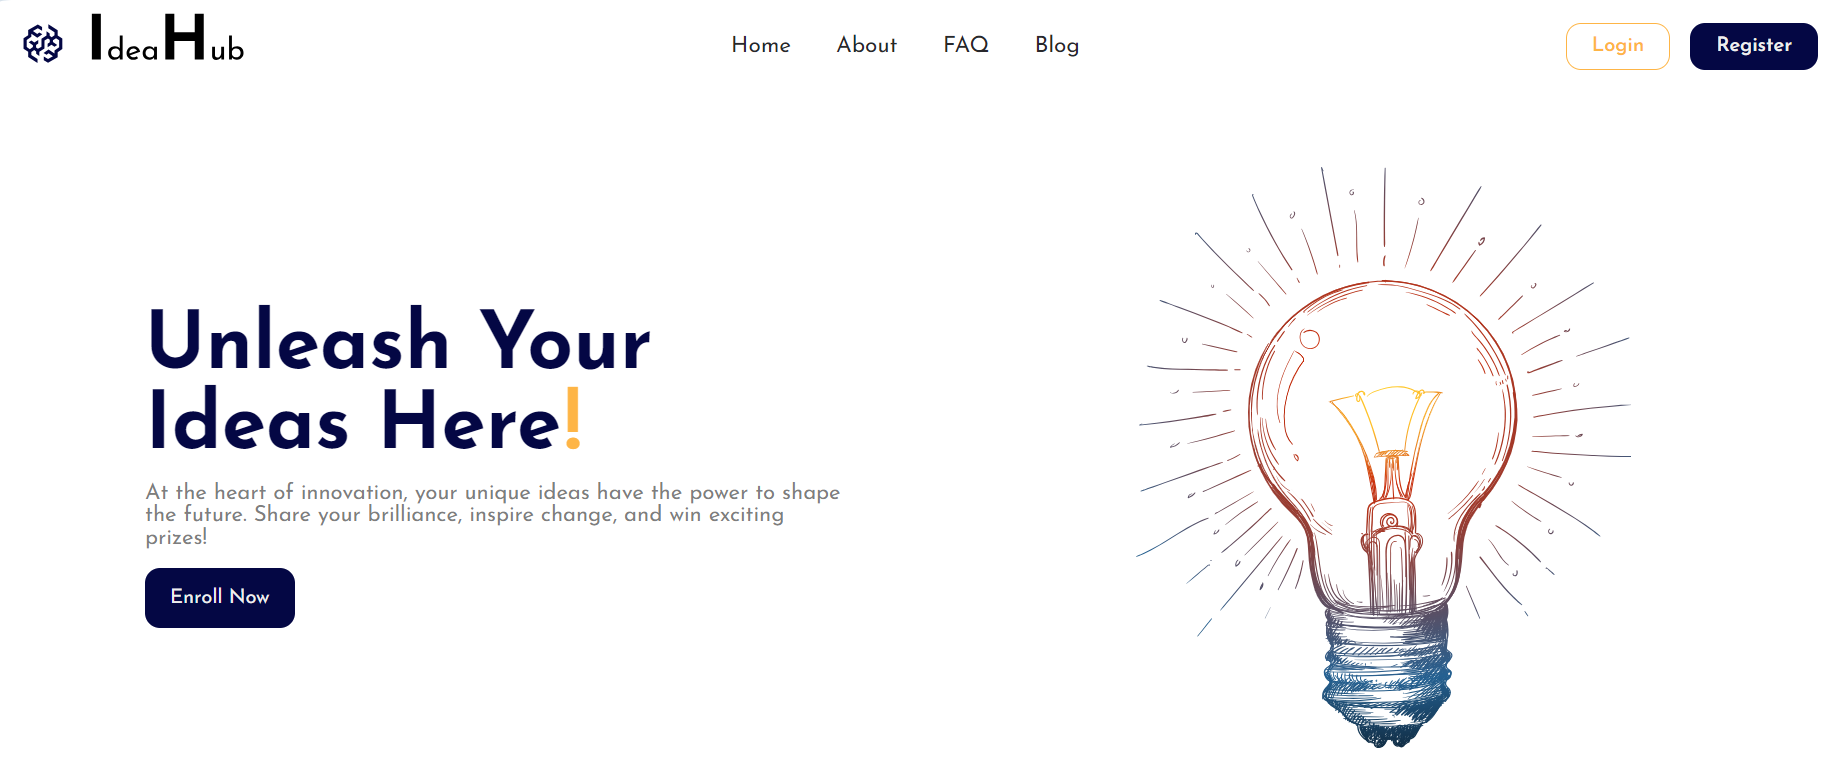 IdeaHub
Home About FAQ Blog
Login Register
Unleash Your
Ideas Here!
At the heart of innovation, your unique ideas have the power to shape
the future. Share your brilliance, inspire change, and win exciting
prizes!
Enroll Now